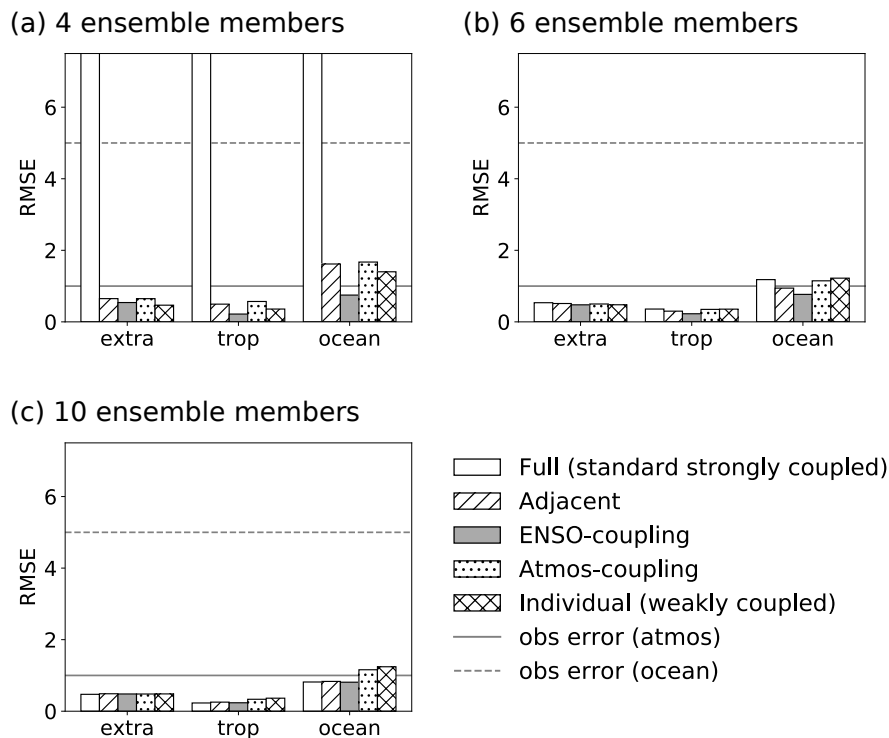 (a) 4 ensemble members
6
4
2
0
RMSE
extra trop ocean
(b) 6 ensemble members
6
4
2
0
RMSE
extra trop ocean
(c) 10 ensemble members
6
4
2
0
RMSE
extra trop ocean
Full (standard strongly coupled)
Adjacent
ENSO-coupling
Atmos-coupling
Individual (weakly coupled)
obs error (atmos)
obs error (ocean)